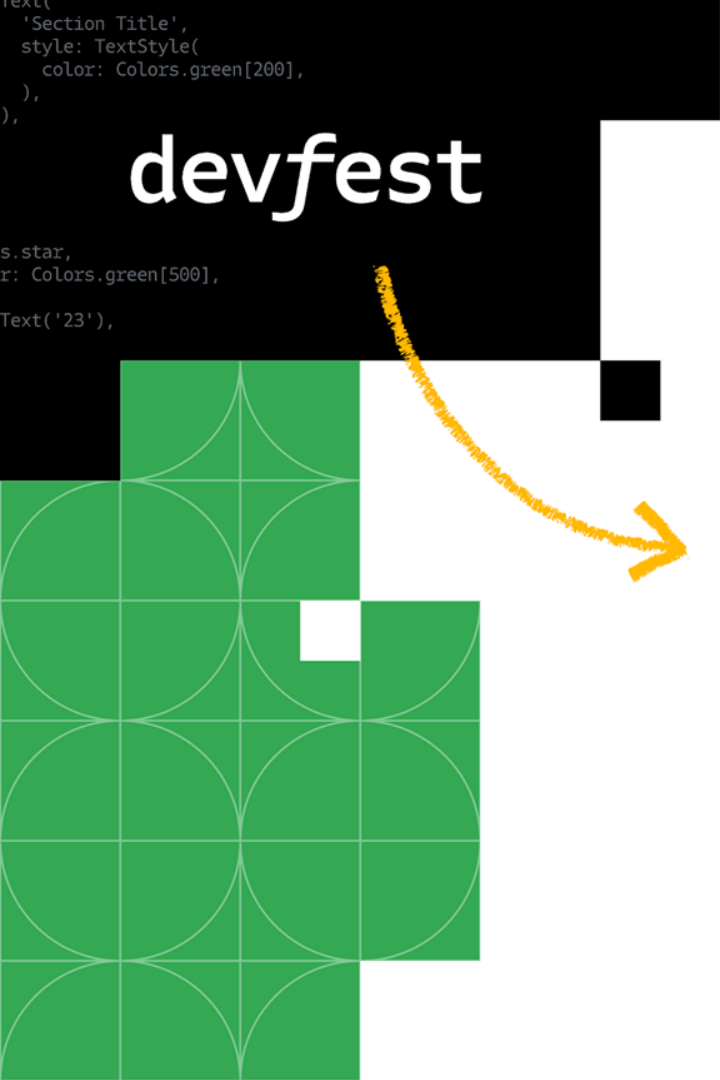 Text(
'Section Title',
style: TextStyle(
color: Colors.green[200],
),
),
devfest
s.star,
r: Colors.green[500],
Text('23'),